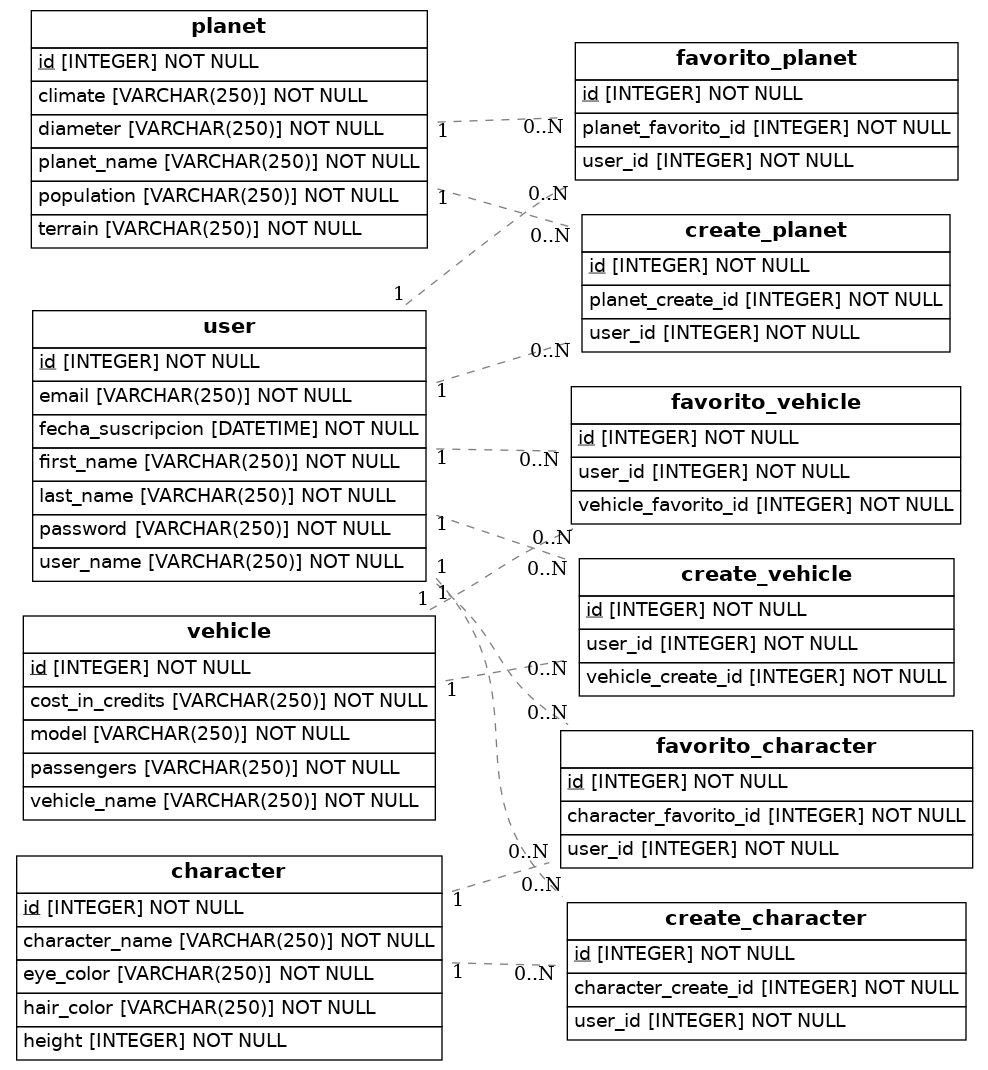 planet
id [INTEGER] NOT NULL
climate [VARCHAR(250)] NOT NULL
diameter [VARCHAR(250)] NOT NULL
planet_name [VARCHAR(250)] NOT NULL
population [VARCHAR(250)] NOT NULL
terrain [VARCHAR(250)] NOT NULL
user
id [INTEGER] NOT NULL
email [VARCHAR(250)] NOT NULL
fecha_suscripcion [DATETIME] NOT NULL
first_name [VARCHAR(250)] NOT NULL
last_name [VARCHAR(250)] NOT NULL
password [VARCHAR(250)] NOT NULL
user_name [VARCHAR(250)] NOT NULL
vehicle
id [INTEGER] NOT NULL
cost_in_credits [VARCHAR(250)] NOT NULL
model [VARCHAR(250)] NOT NULL
passengers [VARCHAR(250)] NOT NULL
vehicle_name [VARCHAR(250)] NOT NULL
character
id [INTEGER] NOT NULL
character_name [VARCHAR(250)] NOT NULL
eye_color [VARCHAR(250)] NOT NULL
hair_color [VARCHAR(250)] NOT NULL
height [INTEGER] NOT NULL
1 0..N
1 0..N
1 0..N
1 0..N
1 0..N
1 0..N
1 0..N
1 0..N
1 0..N
1 0..N
1 0..N
1 0..N
favorito_planet
id [INTEGER] NOT NULL
planet_favorito_id [INTEGER] NOT NULL
user_id [INTEGER] NOT NULL
create_planet
id [INTEGER] NOT NULL
planet_create_id [INTEGER] NOT NULL
user_id [INTEGER] NOT NULL
favorito_vehicle
id [INTEGER] NOT NULL
user_id [INTEGER] NOT NULL
vehicle_favorito_id [INTEGER] NOT NULL
create_vehicle
id [INTEGER] NOT NULL
user_id [INTEGER] NOT NULL
vehicle_create_id [INTEGER] NOT NULL
favorito_character
id [INTEGER] NOT NULL
character_favorito_id [INTEGER] NOT NULL
user_id [INTEGER] NOT NULL
create_character
id [INTEGER] NOT NULL
character_create_id [INTEGER] NOT NULL
user_id [INTEGER] NOT NULL